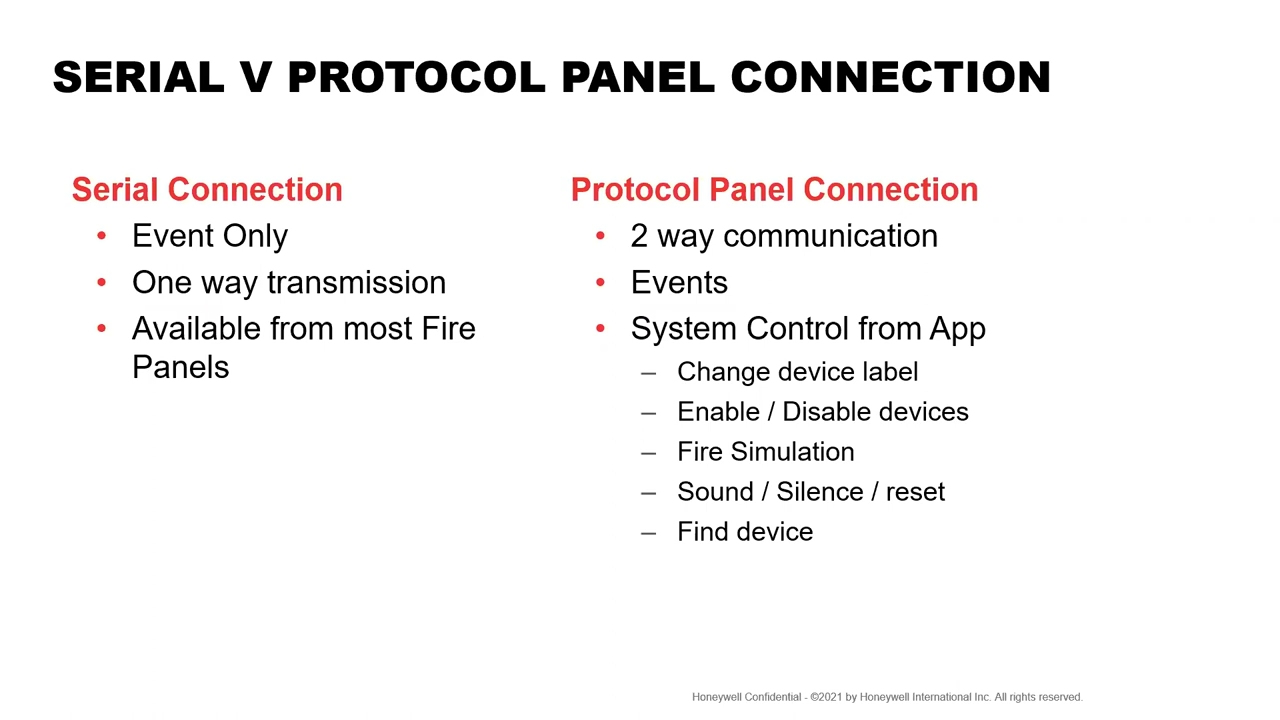 SERIAL V PROTOCOL PANEL CONNECTION
Serial Connection
• Event Only
• One way transmission
• Available from most Fire
Panels
Protocol Panel Connection
• 2 way communication
• Events
• System Control from App
– Change device label
– Enable / Disable devices
– Fire Simulation
– Sound / Silence / reset
– Find device
Honeywell Confidential - ©2021 by Honeywell International Inc. All rights reserved.